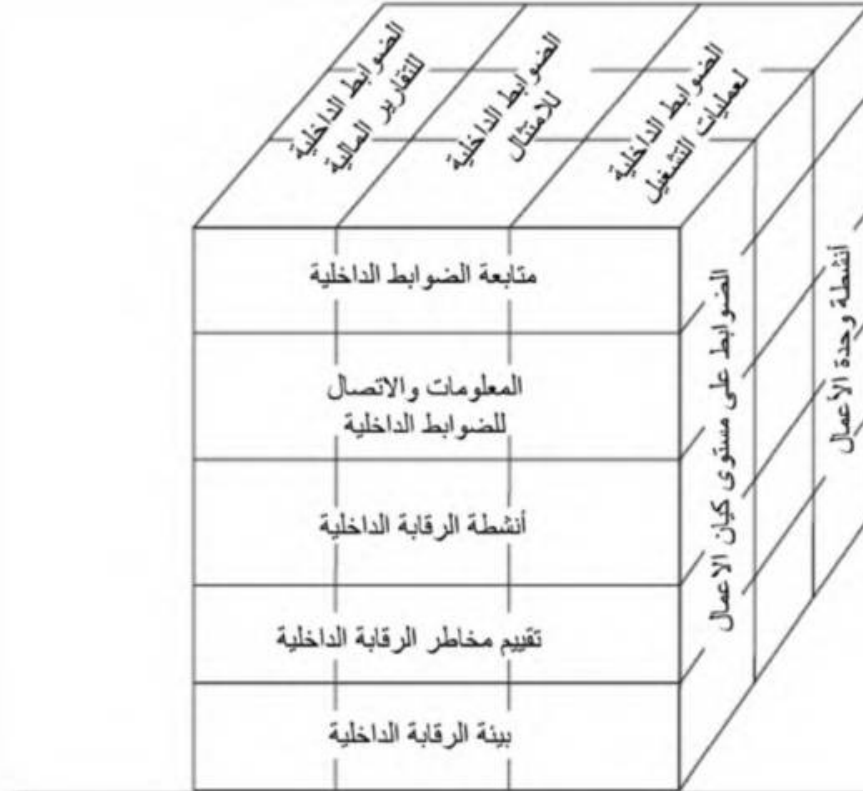 الضوابط الداخلية
للتقارير المالية
الضوابط الداخلية
للامتثال
الضوابط الداخلية
لعمليات التشغيل
متابعة الضوابط الداخلية
المعلومات والاتصال
للضوابط الداخلية
أنشطة الرقابة الداخلية
تقييم مخاطر الرقابة الداخلية
بيئة الرقابة الداخلية
الضوابط على مستوى كيان الاعمال
أنشطة وحدة الأعمال